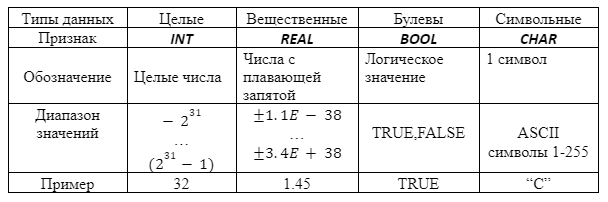 Типы данных Целые Вещественные Булевы Символьные
Признак INT REAL BOOL CHAR
Обозначение Целые числа Числа с плавающей запятой Логическое значение 1 символ
Диапазон значений − 2^31 … (2^31 − 1) ±1.1E − 38 … ±3.4E + 38 TRUE,FALSE ASCII символы 1-255
Пример 32 1.45 TRUE “C”